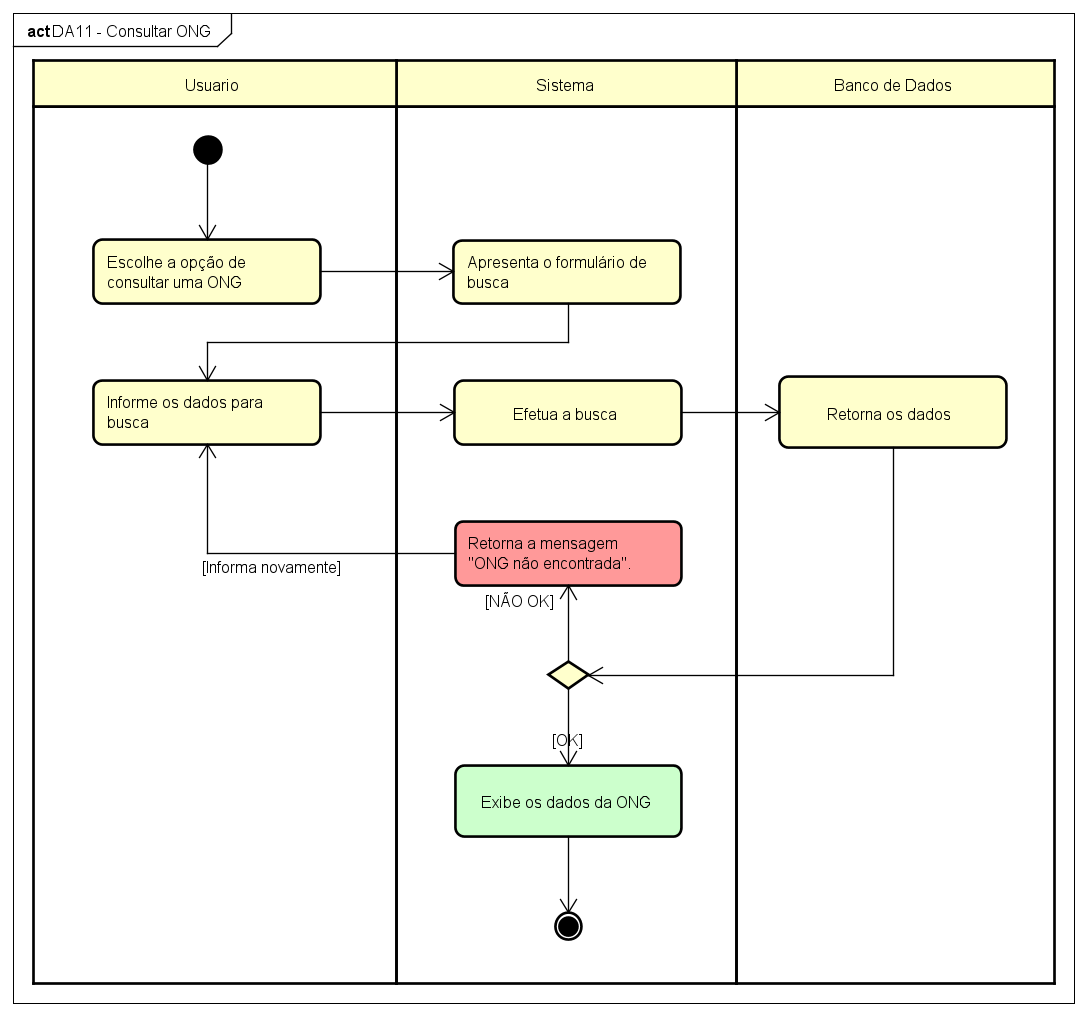 act DA11 - Consultar ONG
Usuario
Sistema
Banco de Dados
Escolhe a opção de
consultar uma ONG
Apresenta o formulário de
busca
Informe os dados para
busca
Efetua a busca
Retorna os dados
Retorna a mensagem
"ONG não encontrada".
[Informa novamente]
[NÃO OK]
[OK]
Exibe os dados da ONG